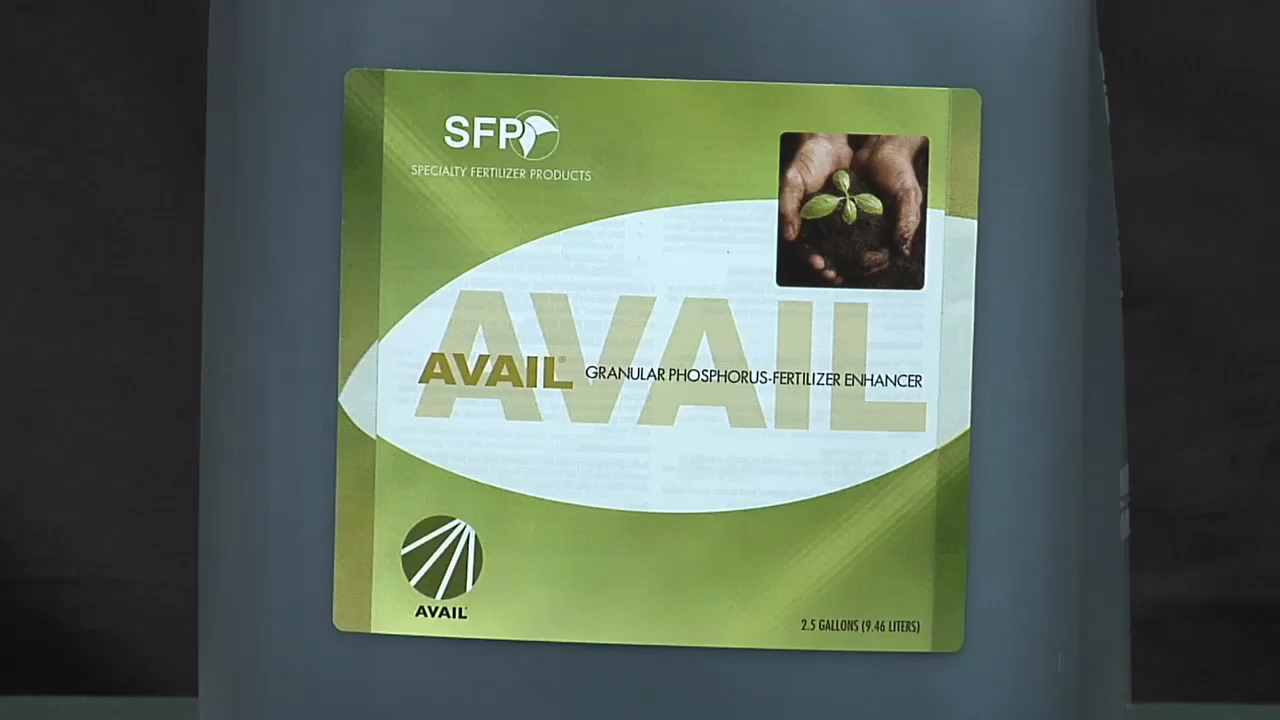 SFP
SPECIALTY FERTILIZER PRODUCTS
AVAIL
AVAIL® GRANULAR PHOSPHORUS-FERTILIZER ENHANCER
AVAIL
2.5 GALLONS (9.46 LITERS)